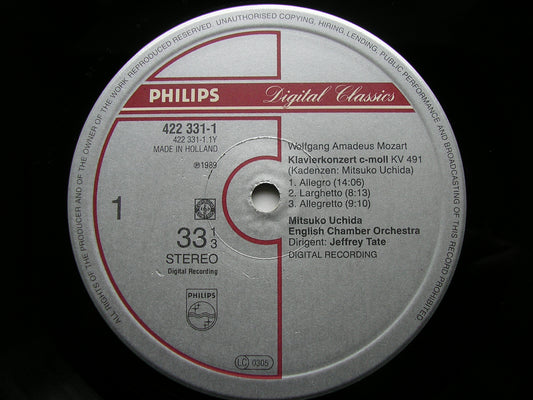 ALL RIGHTS OF THE PRODUCER AND OF THE OWNER OF THE WORK REPRODUCED RESERVED. UNAUTHORISED COPYING, HIRING, LENDING, PUBLIC PERFORMANCE AND BROADCASTING OF THIS RECORD PROHIBITED
PHILIPS Digital Classics
422 331-1
422 331-1.1Y
MADE IN HOLLAND
℗1989
1
33 1/3
STEREO
Digital Recording
PHILIPS
Wolfgang Amadeus Mozart
Klavierkonzert c-moll KV 491
(Kadenzen: Mitsuko Uchida)
1. Allegro (14:06)
2. Larghetto (8:13)
3. Allegretto (9:10)
Mitsuko Uchida
English Chamber Orchestra
Dirigent: Jeffrey Tate
DIGITAL RECORDING
LC 0305